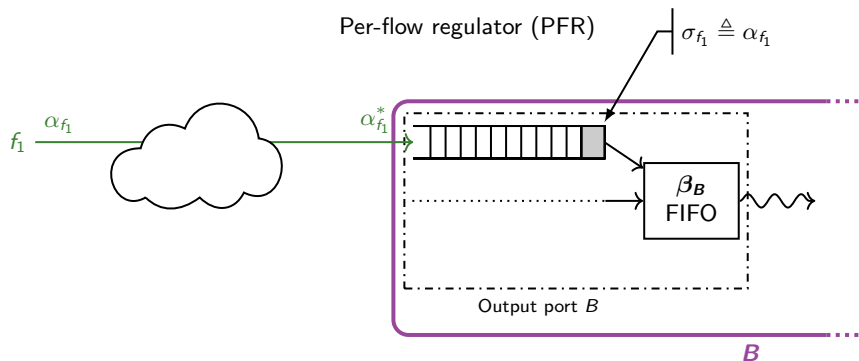 Per-flow regulator (PFR)
σ_{f_1} ≜ α_{f_1}
f_1
α_{f_1}
α^*_{f_1}
β_B
FIFO
Output port B
B